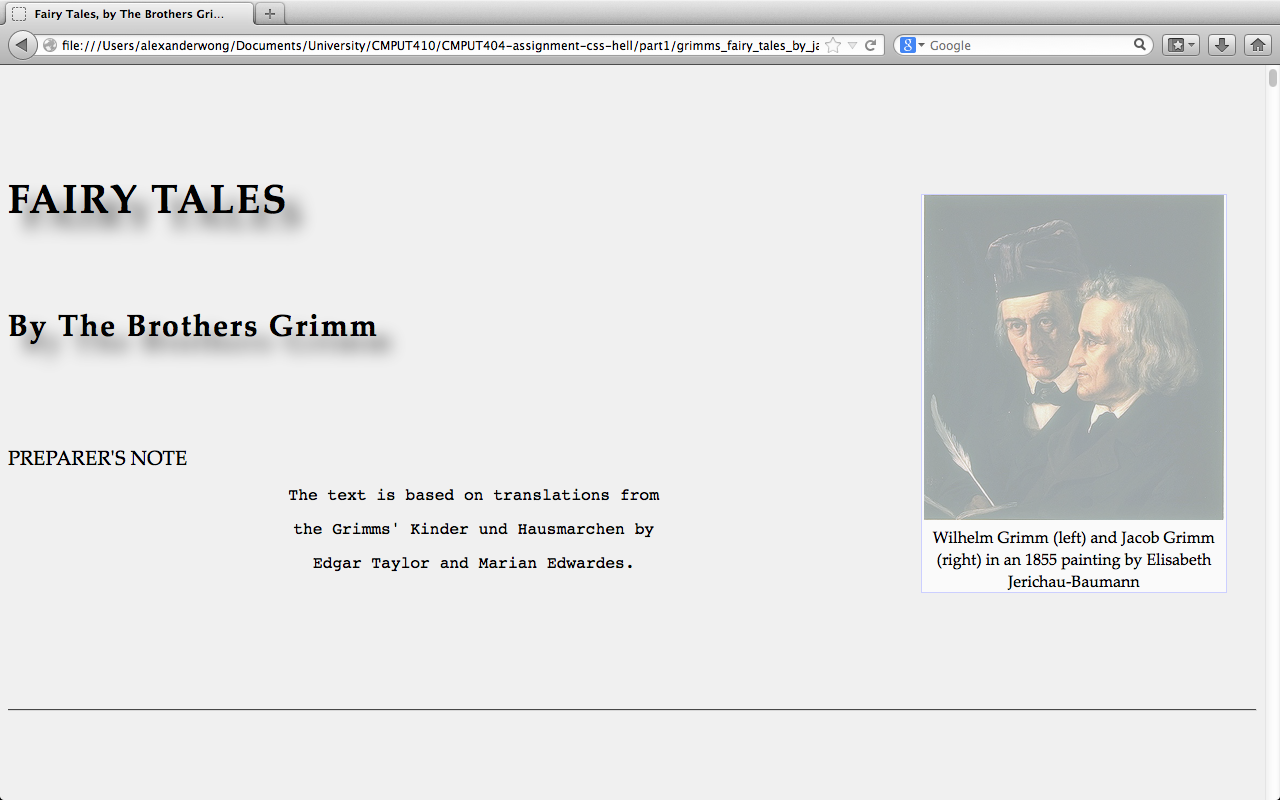 Fairy Tales, by The Brothers Gri...
file:///Users/alexanderwong/Documents/University/CMPUT410/CMPUT404-assignment-css-hell/part1/grimms_fairy_tales_by_ja
Google
FAIRY TALES
By The Brothers Grimm
PREPARER'S NOTE
The text is based on translations from
the Grimms' Kinder und Hausmarchen by
Edgar Taylor and Marian Edwardes.
Wilhelm Grimm (left) and Jacob Grimm
(right) in an 1855 painting by Elisabeth
Jerichau-Baumann